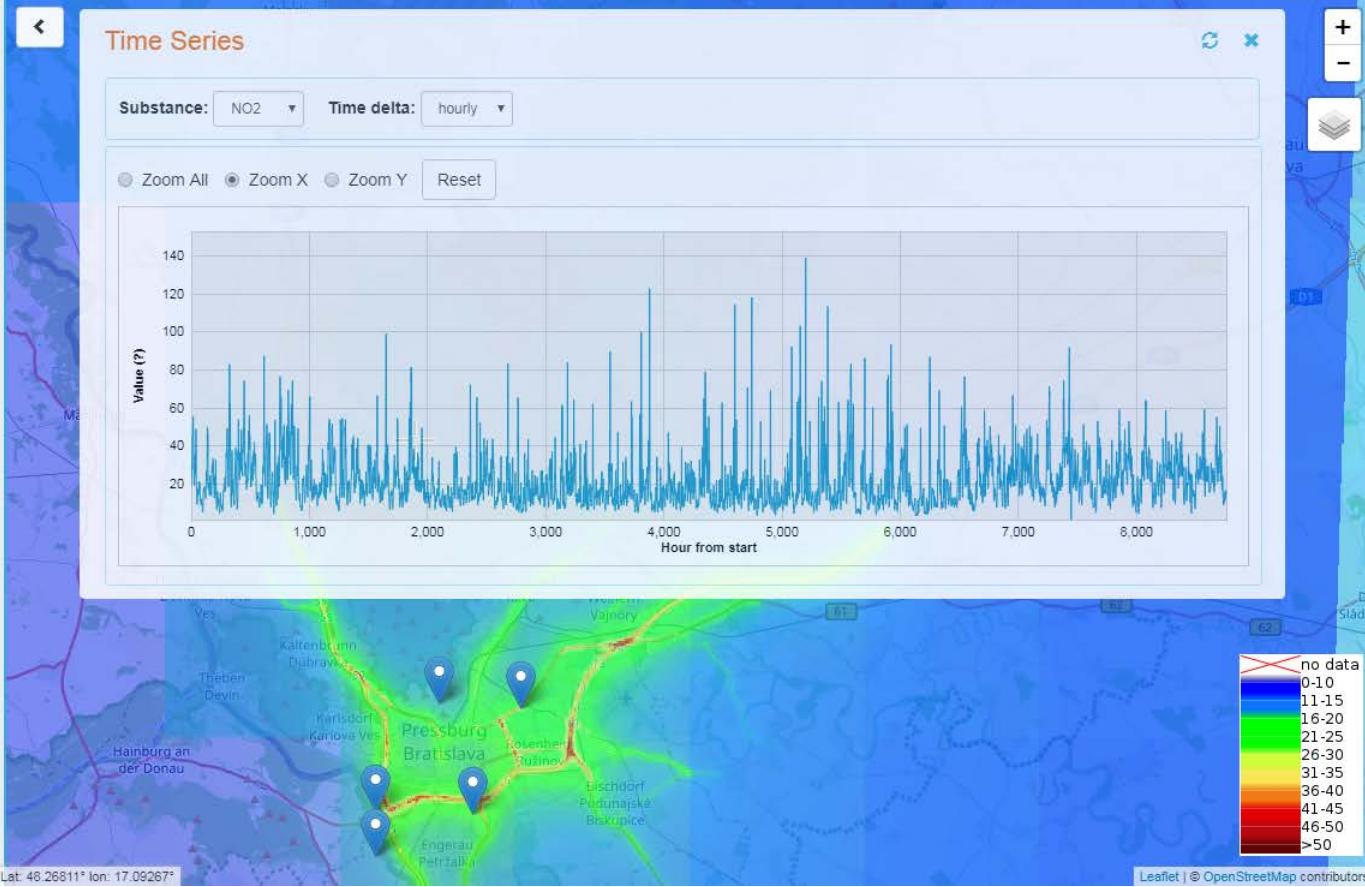 Time Series
+
-
Substance: NO2 Time delta: hourly
Zoom All Zoom X Zoom Y Reset
140
120
100
80
60
40
20
Value (?)
0 1,000 2,000 3,000 4,000 5,000 6,000 7,000 8,000
Hour from start
D1
Ves
Vajnory
61
62
62
Kaltenbrunn
Dúbravka
Theben
Devín
Karlsdorf
Karlova Ves
Pressburg
Bratislava
Rosenheim
Ružinov
Hainburg an
der Donau
Bischdorf
Podunajské
Biskupice
Engerau
Petržalka
no data
0-10
11-15
16-20
21-25
26-30
31-35
36-40
41-45
46-50
>50
Lat: 48.26811° lon: 17.09267°
Leaflet | © OpenStreetMap contributors